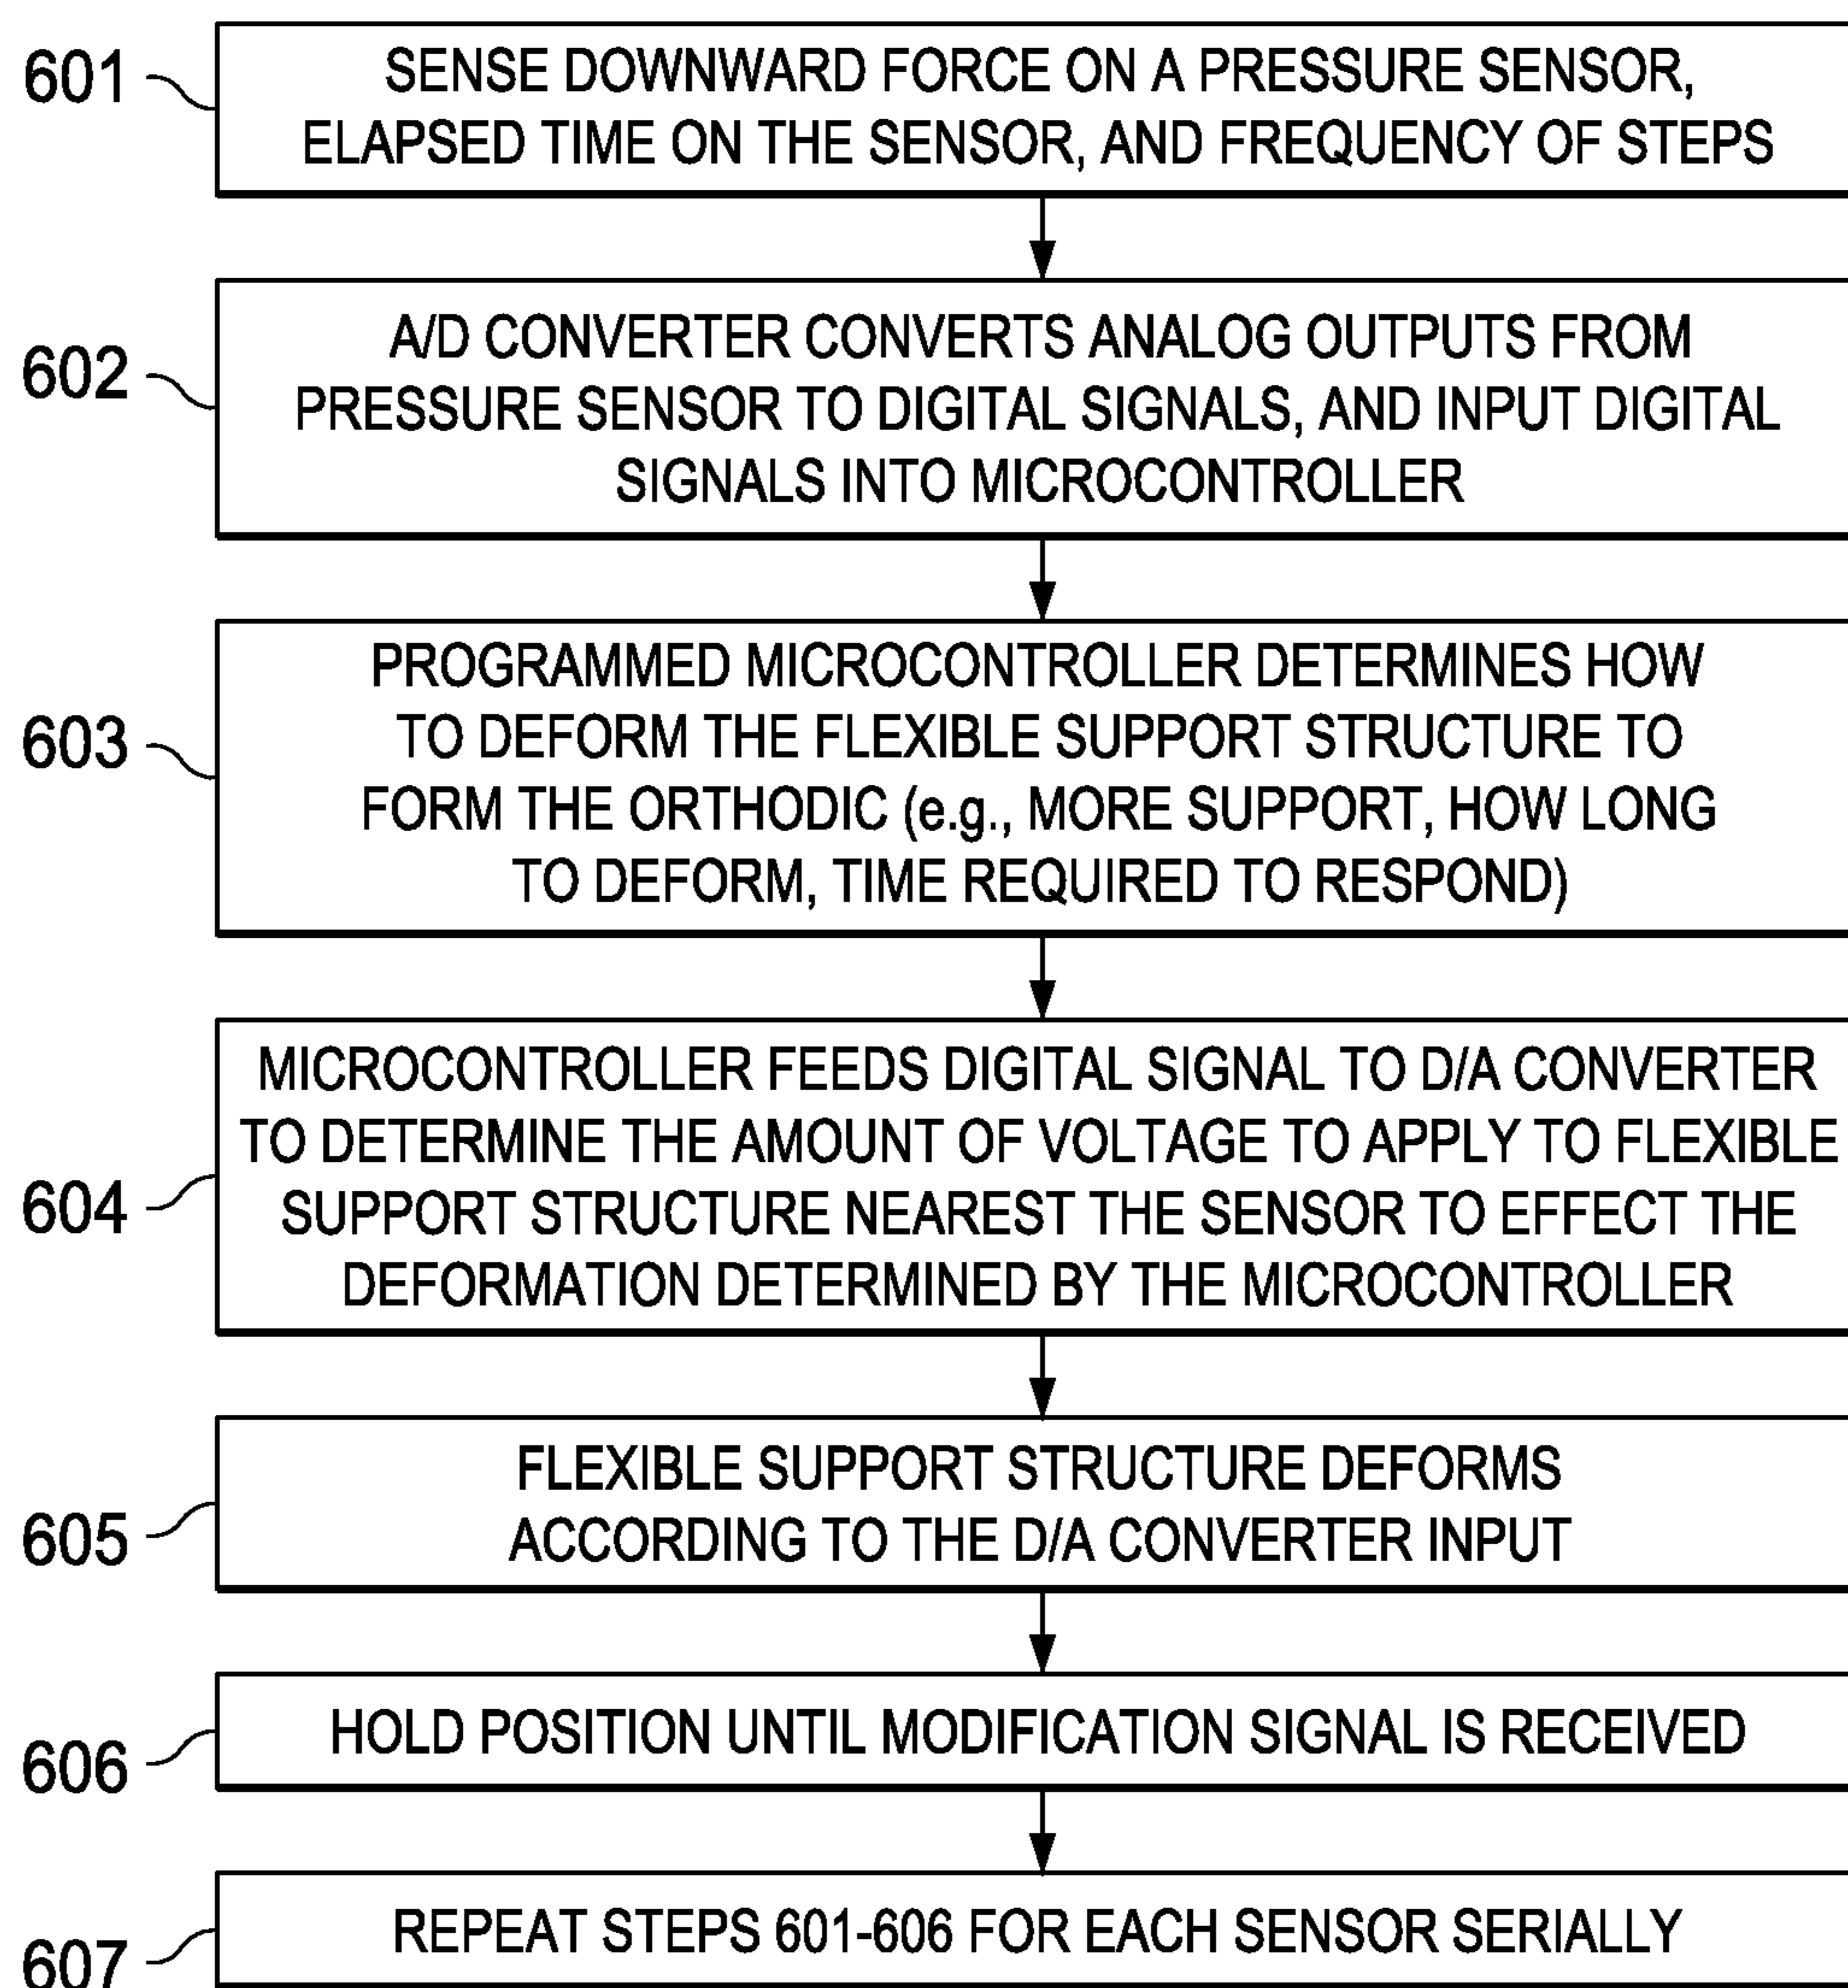 601
SENSE DOWNWARD FORCE ON A PRESSURE SENSOR,
ELAPSED TIME ON THE SENSOR, AND FREQUENCY OF STEPS
602
A/D CONVERTER CONVERTS ANALOG OUTPUTS FROM
PRESSURE SENSOR TO DIGITAL SIGNALS, AND INPUT DIGITAL
SIGNALS INTO MICROCONTROLLER
603
PROGRAMMED MICROCONTROLLER DETERMINES HOW
TO DEFORM THE FLEXIBLE SUPPORT STRUCTURE TO
FORM THE ORTHODIC (e.g., MORE SUPPORT, HOW LONG
TO DEFORM, TIME REQUIRED TO RESPOND)
604
MICROCONTROLLER FEEDS DIGITAL SIGNAL TO D/A CONVERTER
TO DETERMINE THE AMOUNT OF VOLTAGE TO APPLY TO FLEXIBLE
SUPPORT STRUCTURE NEAREST THE SENSOR TO EFFECT THE
DEFORMATION DETERMINED BY THE MICROCONTROLLER
605
FLEXIBLE SUPPORT STRUCTURE DEFORMS
ACCORDING TO THE D/A CONVERTER INPUT
606
HOLD POSITION UNTIL MODIFICATION SIGNAL IS RECEIVED
607
REPEAT STEPS 601-606 FOR EACH SENSOR SERIALLY